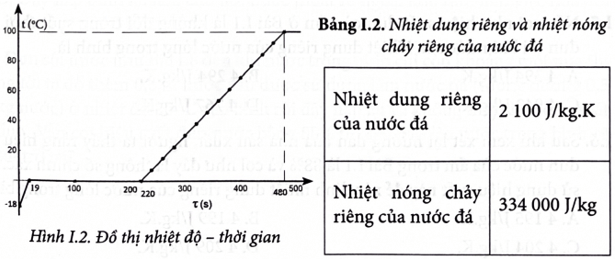 t (°C)
100
80
60
40
20
0
-18
19 100 200 220 300 400 480 500
τ (s)
Hình I.2. Đồ thị nhiệt độ – thời gian
Bảng I.2. Nhiệt dung riêng và nhiệt nóng
chảy riêng của nước đá
Nhiệt dung riêng
của nước đá
2 100 J/kg.K
Nhiệt nóng chảy
riêng của nước đá
334 000 J/kg